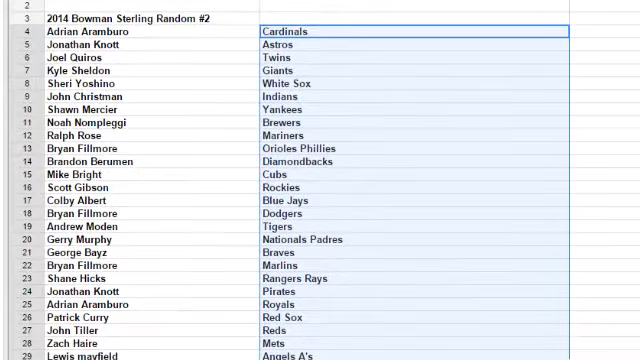 2
3 2014 Bowman Sterling Random #2
4 Adrian Aramburo Cardinals
5 Jonathan Knott Astros
6 Joel Quiros Twins
7 Kyle Sheldon Giants
8 Sheri Yoshino White Sox
9 John Christman Indians
10 Shawn Mercier Yankees
11 Noah Nompleggi Brewers
12 Ralph Rose Mariners
13 Bryan Fillmore Orioles Phillies
14 Brandon Berumen Diamondbacks
15 Mike Bright Cubs
16 Scott Gibson Rockies
17 Colby Albert Blue Jays
18 Bryan Fillmore Dodgers
19 Andrew Moden Tigers
20 Gerry Murphy Nationals Padres
21 George Bayz Braves
22 Bryan Fillmore Marlins
23 Shane Hicks Rangers Rays
24 Jonathan Knott Pirates
25 Adrian Aramburo Royals
26 Patrick Curry Red Sox
27 John Tiller Reds
28 Zach Haire Mets
29 Lewis mayfield Angels A's